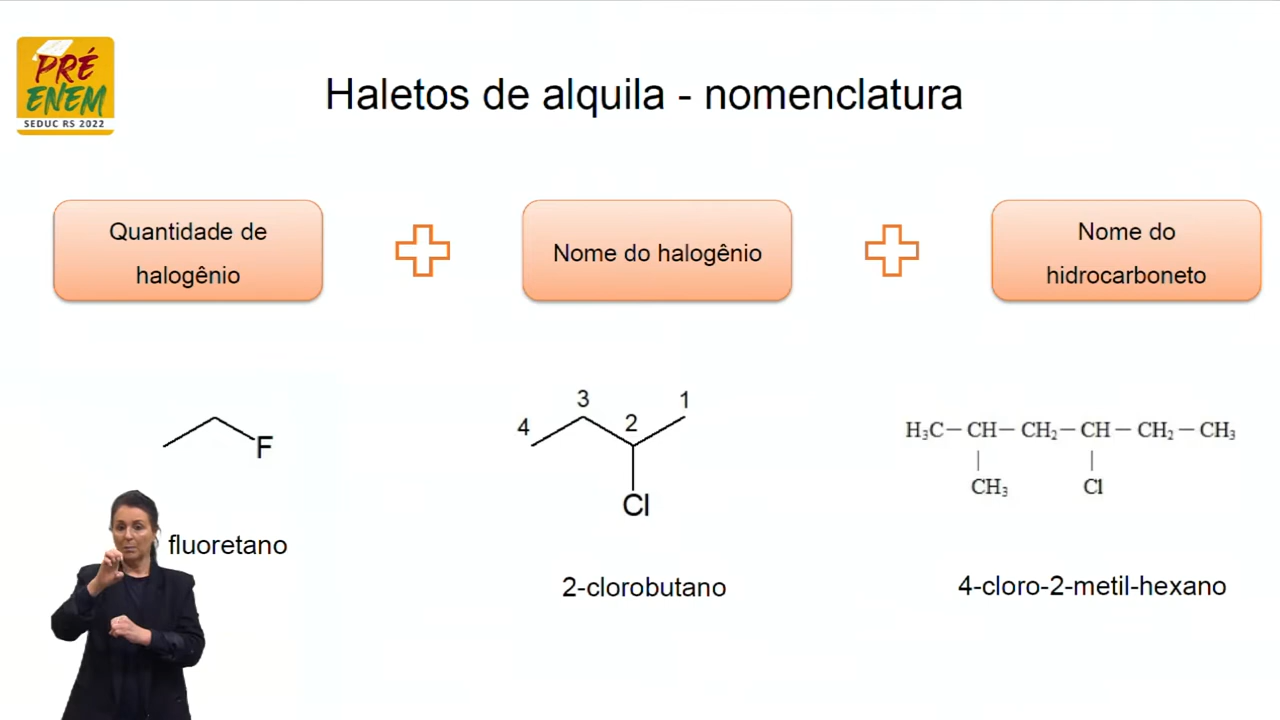 PRÉ
ENEM
SEDUC RS 2022
Haletos de alquila - nomenclatura
Quantidade de
halogênio
Nome do halogênio
Nome do
hidrocarboneto
F
fluoretano
4 3 2 1
Cl
2-clorobutano
H₃C — CH — CH₂ — CH — CH₂ — CH₃
| |
CH₃ Cl
4-cloro-2-metil-hexano